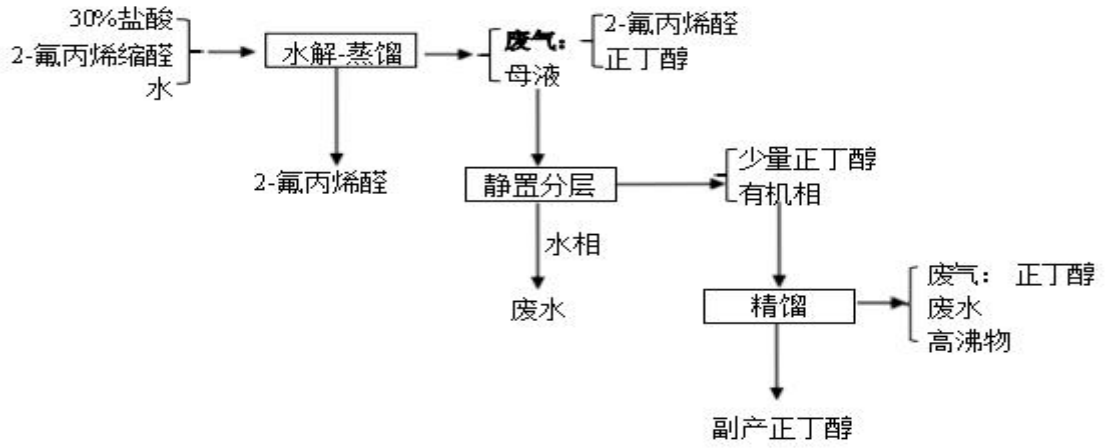 30%盐酸
2-氟丙烯缩醛
水
水解-蒸馏
废气：
母液
2-氟丙烯醛
正丁醇
2-氟丙烯醛
静置分层
少量正丁醇
有机相
水相
废水
精馏
废气： 正丁醇
废水
高沸物
副产正丁醇